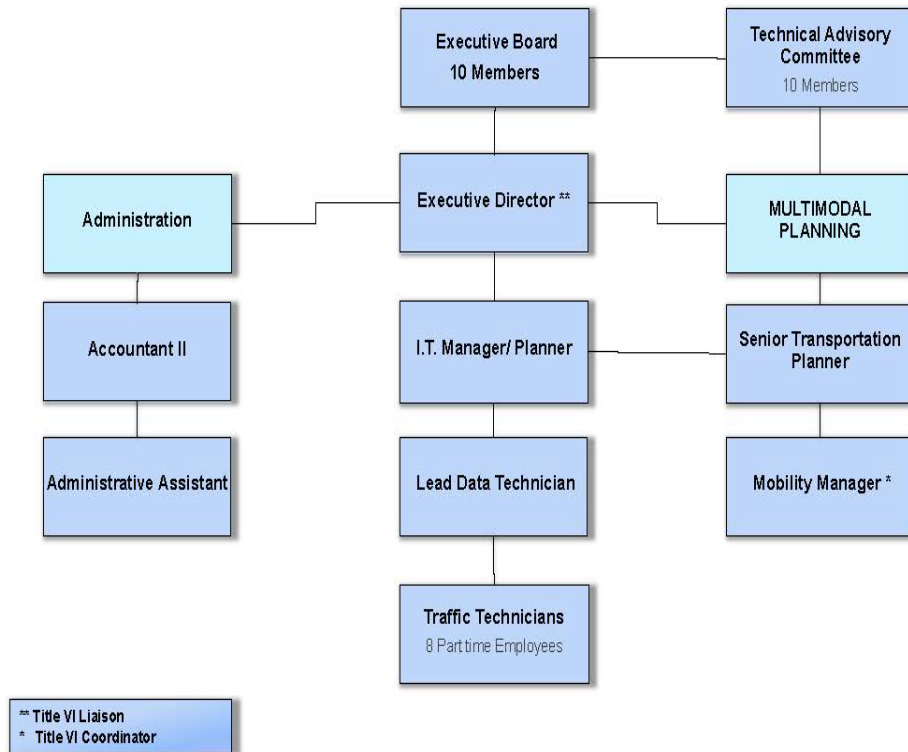 Executive Board
10 Members
Technical Advisory
Committee
10 Members
Administration
Executive Director **
MULTIMODAL
PLANNING
Accountant II
I.T. Manager/ Planner
Senior Transportation
Planner
Administrative Assistant
Lead Data Technician
Mobility Manager *
Traffic Technicians
8 Part time Employees
** Title VI Liaison
* Title VI Coordinator